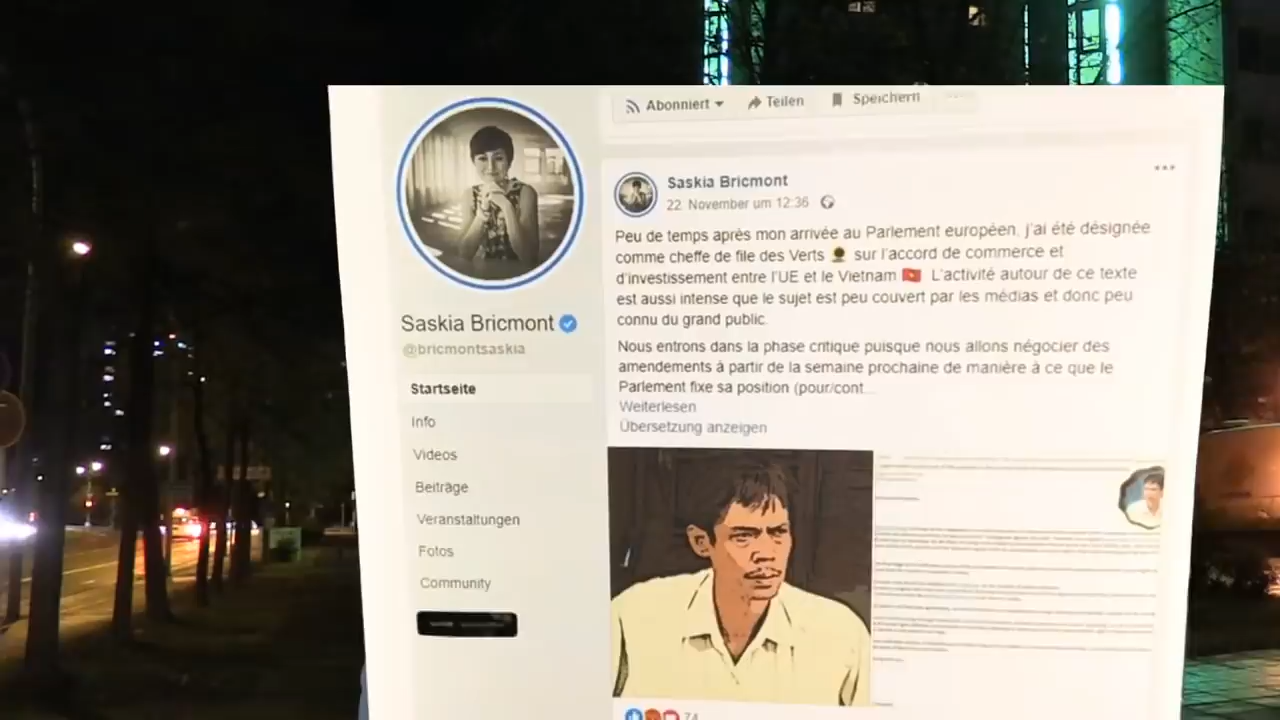 Abonniert
Teilen
Speichern
Saskia Bricmont
@bricmontsaskia
Startseite
Info
Videos
Beiträge
Veranstaltungen
Fotos
Community
Saskia Bricmont
22. November um 12:36
Peu de temps après mon arrivée au Parlement européen, j'ai été désignée
comme cheffe de file des Verts 🌻 sur l'accord de commerce et
d'investissement entre l'UE et le Vietnam 🇻🇳 L'activité autour de ce texte
est aussi intense que le sujet est peu couvert par les médias et donc peu
connu du grand public.
Nous entrons dans la phase critique puisque nous allons négocier des
amendements à partir de la semaine prochaine de manière à ce que le
Parlement fixe sa position (pour/cont...
Weiterlesen
Übersetzung anzeigen
74